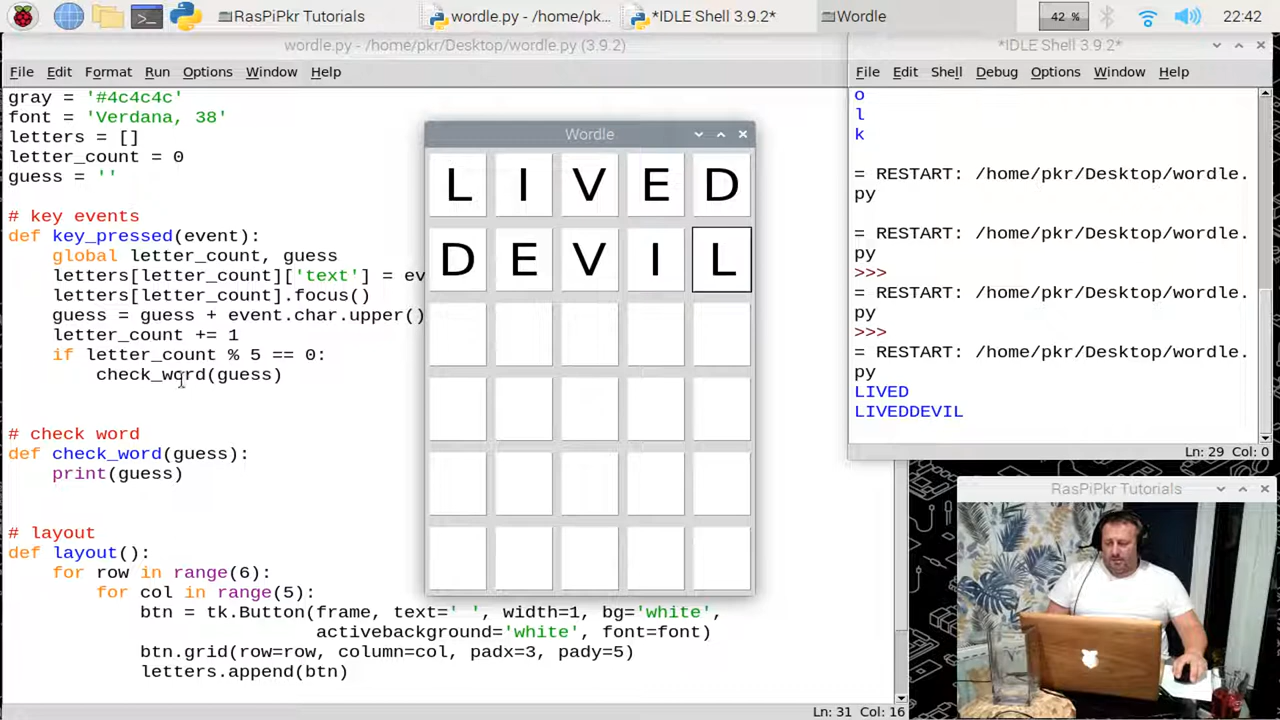 RasPiPkr Tutorials
wordle.py - /home/pk...
*IDLE Shell 3.9.2*
Wordle
42 %
22:42
wordle.py - /home/pkr/Desktop/wordle.py (3.9.2)
File Edit Format Run Options Window Help
gray = '#4c4c4c'
font = 'Verdana, 38'
letters = []
letter_count = 0
guess = ''
# key events
def key_pressed(event):
global letter_count, guess
letters[letter_count]['text'] = ev
letters[letter_count].focus()
guess = guess + event.char.upper()
letter_count += 1
if letter_count % 5 == 0:
check_word(guess)
# check word
def check_word(guess):
print(guess)
# layout
def layout():
for row in range(6):
for col in range(5):
btn = tk.Button(frame, text=' ', width=1, bg='white',
activebackground='white', font=font)
btn.grid(row=row, column=col, padx=3, pady=5)
letters.append(btn)
Ln: 31 Col: 16
Wordle
L I V E D
D E V I L
*IDLE Shell 3.9.2*
File Edit Shell Debug Options Window Help
o
l
k
= RESTART: /home/pkr/Desktop/wordle.
py
= RESTART: /home/pkr/Desktop/wordle.
py
>>>
= RESTART: /home/pkr/Desktop/wordle.
py
>>>
= RESTART: /home/pkr/Desktop/wordle.
py
LIVED
LIVEDDEVIL
Ln: 29 Col: 0
RasPiPkr Tutorials